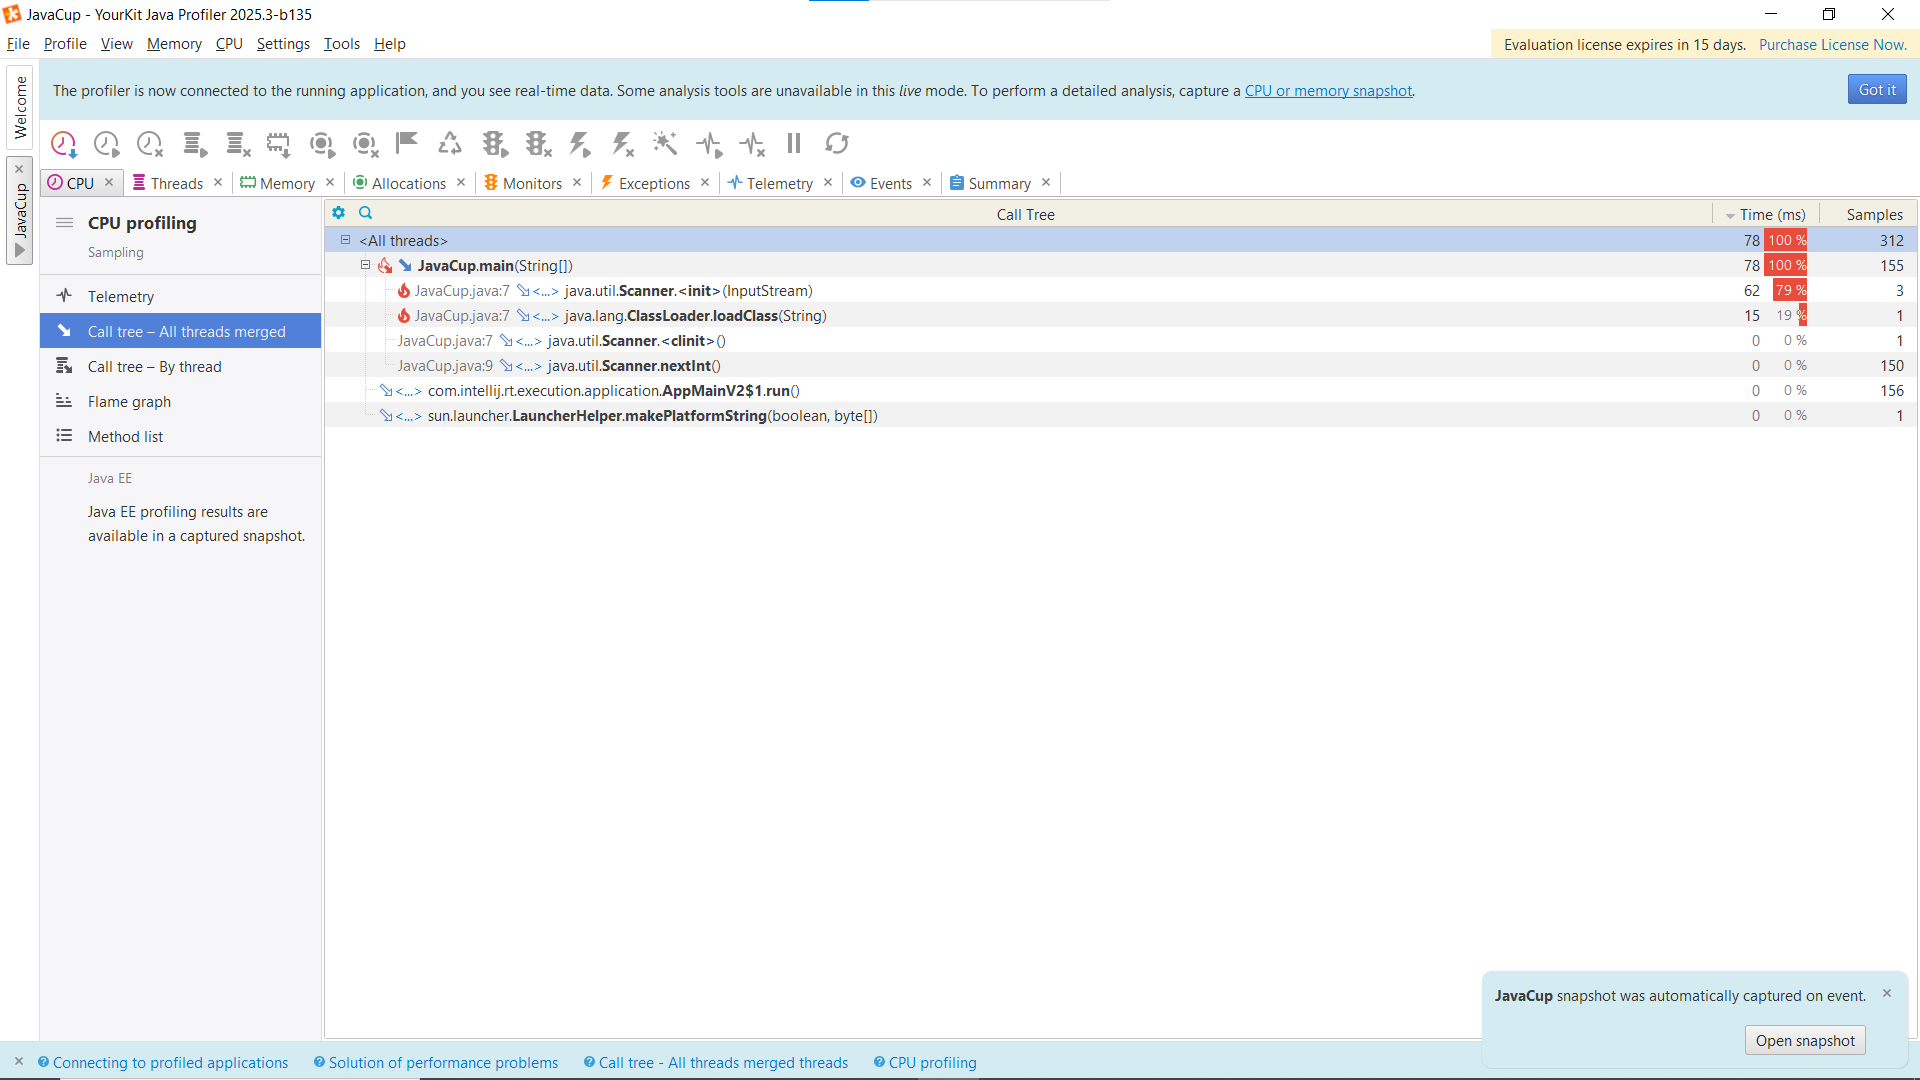 JavaCup - YourKit Java Profiler 2025.3-b135
File Profile View Memory CPU Settings Tools Help
Evaluation license expires in 15 days. Purchase License Now.
Welcome
JavaCup
The profiler is now connected to the running application, and you see real-time data. Some analysis tools are unavailable in this live mode. To perform a detailed analysis, capture a CPU or memory snapshot.
Got it
CPU Threads Memory Allocations Monitors Exceptions Telemetry Events Summary
CPU profiling
Sampling
Telemetry
Call tree – All threads merged
Call tree – By thread
Flame graph
Method list
Java EE
Java EE profiling results are
available in a captured snapshot.
Call Tree Time (ms) Samples
<All threads> 78 100 % 312
JavaCup.main(String[]) 78 100 % 155
JavaCup.java:7 <...> java.util.Scanner.<init>(InputStream) 62 79 % 3
JavaCup.java:7 <...> java.lang.ClassLoader.loadClass(String) 15 19 % 1
JavaCup.java:7 <...> java.util.Scanner.<clinit>() 0 0 % 1
JavaCup.java:9 <...> java.util.Scanner.nextInt() 0 0 % 150
<...> com.intellij.rt.execution.application.AppMainV2$1.run() 0 0 % 156
<...> sun.launcher.LauncherHelper.makePlatformString(boolean, byte[]) 0 0 % 1
JavaCup snapshot was automatically captured on event.
Open snapshot
Connecting to profiled applications Solution of performance problems Call tree - All threads merged threads CPU profiling